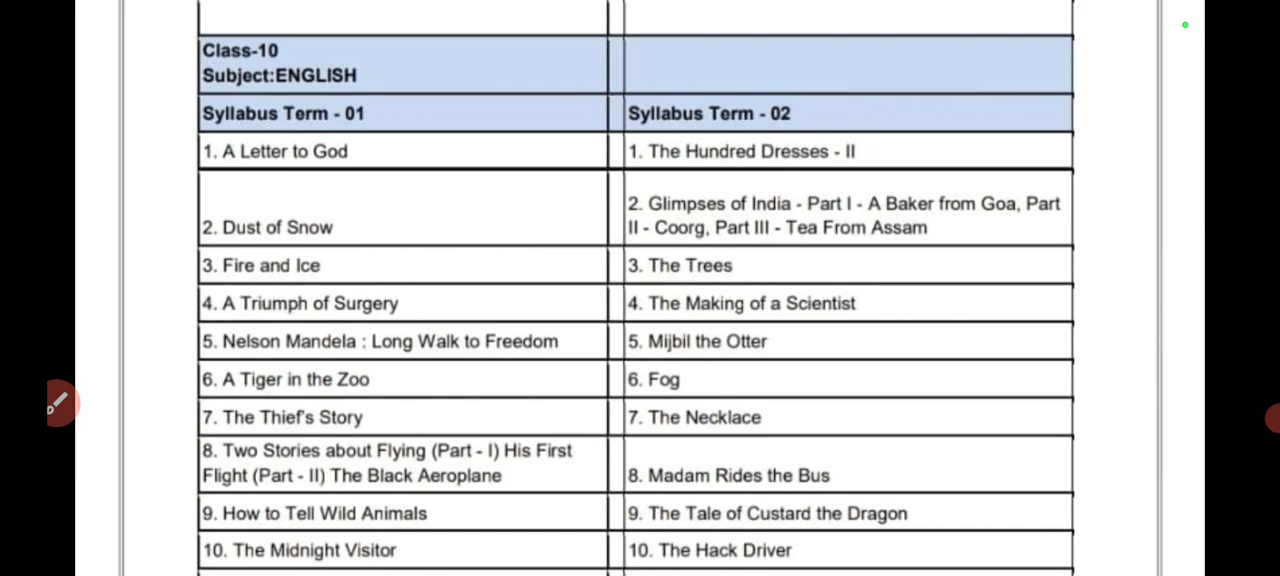 Class-10
Subject:ENGLISH
Syllabus Term - 01
Syllabus Term - 02
1. A Letter to God
1. The Hundred Dresses - II
2. Dust of Snow
2. Glimpses of India - Part I - A Baker from Goa, Part
II - Coorg, Part III - Tea From Assam
3. Fire and Ice
3. The Trees
4. A Triumph of Surgery
4. The Making of a Scientist
5. Nelson Mandela : Long Walk to Freedom
5. Mijbil the Otter
6. A Tiger in the Zoo
6. Fog
7. The Thief's Story
7. The Necklace
8. Two Stories about Flying (Part - I) His First
Flight (Part - II) The Black Aeroplane
8. Madam Rides the Bus
9. How to Tell Wild Animals
9. The Tale of Custard the Dragon
10. The Midnight Visitor
10. The Hack Driver